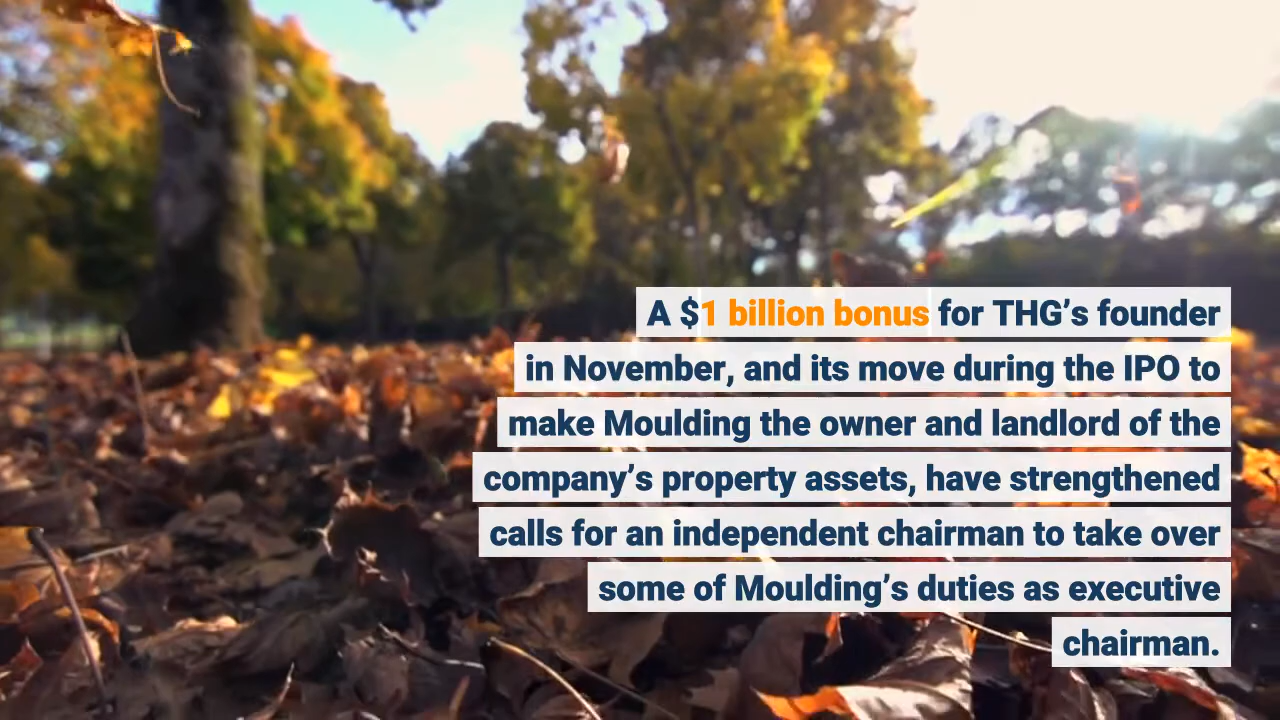 A $1 billion bonus for THG’s founder
in November, and its move during the IPO to
make Moulding the owner and landlord of the
company’s property assets, have strengthened
calls for an independent chairman to take over
some of Moulding’s duties as executive
chairman.